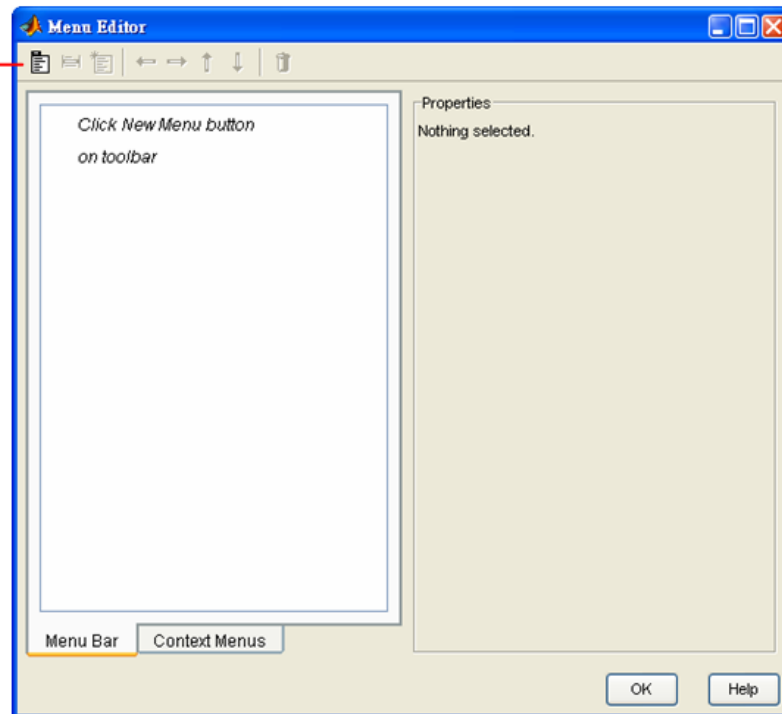 Menu Editor
Click New Menu button
on toolbar
Properties
Nothing selected.
Menu Bar
Context Menus
OK
Help